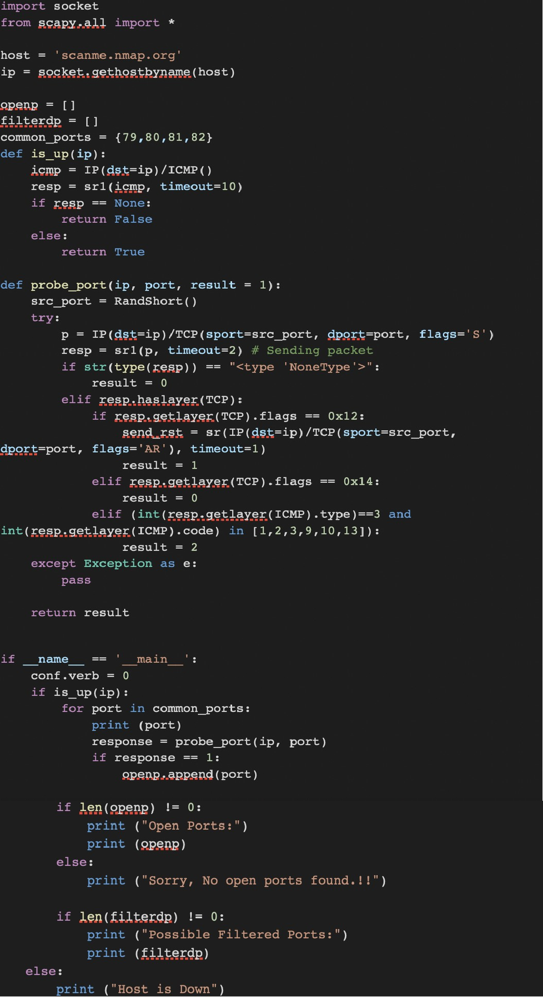 import socket
from scapy.all import *
host = 'scanme.nmap.org'
ip = socket.gethostbyname(host)
openp = []
filterdp = []
common_ports = {79,80,81,82}
def is_up(ip):
    icmp = IP(dst=ip)/ICMP()
    resp = sr1(icmp, timeout=10)
    if resp == None:
        return False
    else:
        return True
def probe_port(ip, port, result = 1):
    src_port = RandShort()
    try:
        p = IP(dst=ip)/TCP(sport=src_port, dport=port, flags='S')
        resp = sr1(p, timeout=2) # Sending packet
        if str(type(resp)) == "<type 'NoneType'>":
            result = 0
        elif resp.haslayer(TCP):
            if resp.getlayer(TCP).flags == 0x12:
                send_rst = sr(IP(dst=ip)/TCP(sport=src_port,
dport=port, flags='AR'), timeout=1)
                result = 1
            elif resp.getlayer(TCP).flags == 0x14:
                result = 0
            elif (int(resp.getlayer(ICMP).type)==3 and
int(resp.getlayer(ICMP).code) in [1,2,3,9,10,13]):
                result = 2
    except Exception as e:
        pass
    return result
if __name__ == '__main__':
    conf.verb = 0
    if is_up(ip):
        for port in common_ports:
            print (port)
            response = probe_port(ip, port)
            if response == 1:
                openp.append(port)
        if len(openp) != 0:
            print ("Open Ports:")
            print (openp)
        else:
            print ("Sorry, No open ports found.!!")
        if len(filterdp) != 0:
            print ("Possible Filtered Ports:")
            print (filterdp)
    else:
        print ("Host is Down")